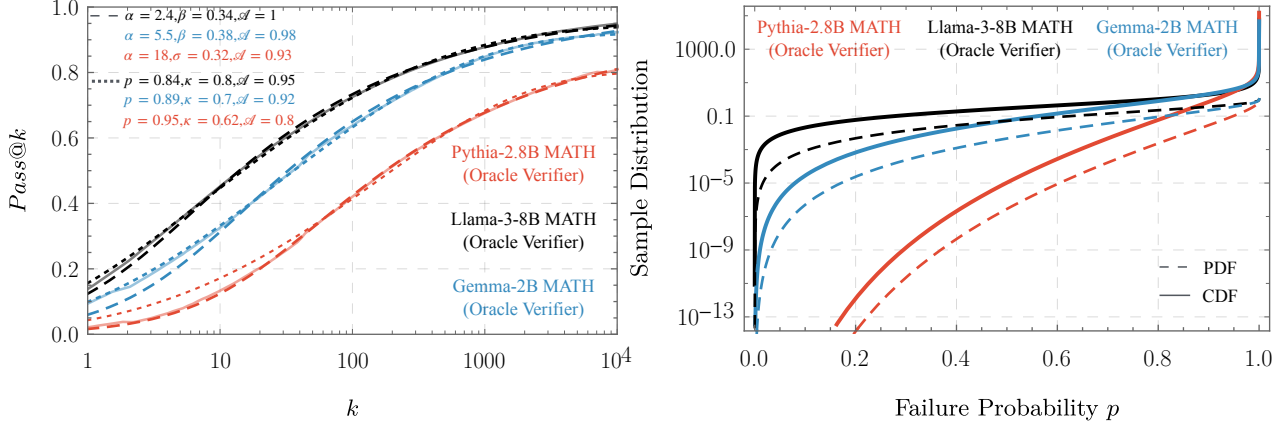 α = 2.4,β = 0.34,𝒜 = 1
α = 5.5,β = 0.38,𝒜 = 0.98
α = 18,σ = 0.32,𝒜 = 0.93
p = 0.84,κ = 0.8,𝒜 = 0.95
p = 0.89,κ = 0.7,𝒜 = 0.92
p = 0.95,κ = 0.62,𝒜 = 0.8
Pythia-2.8B MATH
(Oracle Verifier)
Llama-3-8B MATH
(Oracle Verifier)
Gemma-2B MATH
(Oracle Verifier)
Pass@k
1.0
0.8
0.6
0.4
0.2
0.0
1 10 100 1000 10⁴
k
Pythia-2.8B MATH
(Oracle Verifier)
Llama-3-8B MATH
(Oracle Verifier)
Gemma-2B MATH
(Oracle Verifier)
Sample Distribution
1000.0
0.1
10⁻⁵
10⁻⁹
10⁻¹³
PDF
CDF
0.0 0.2 0.4 0.6 0.8 1.0
Failure Probability p